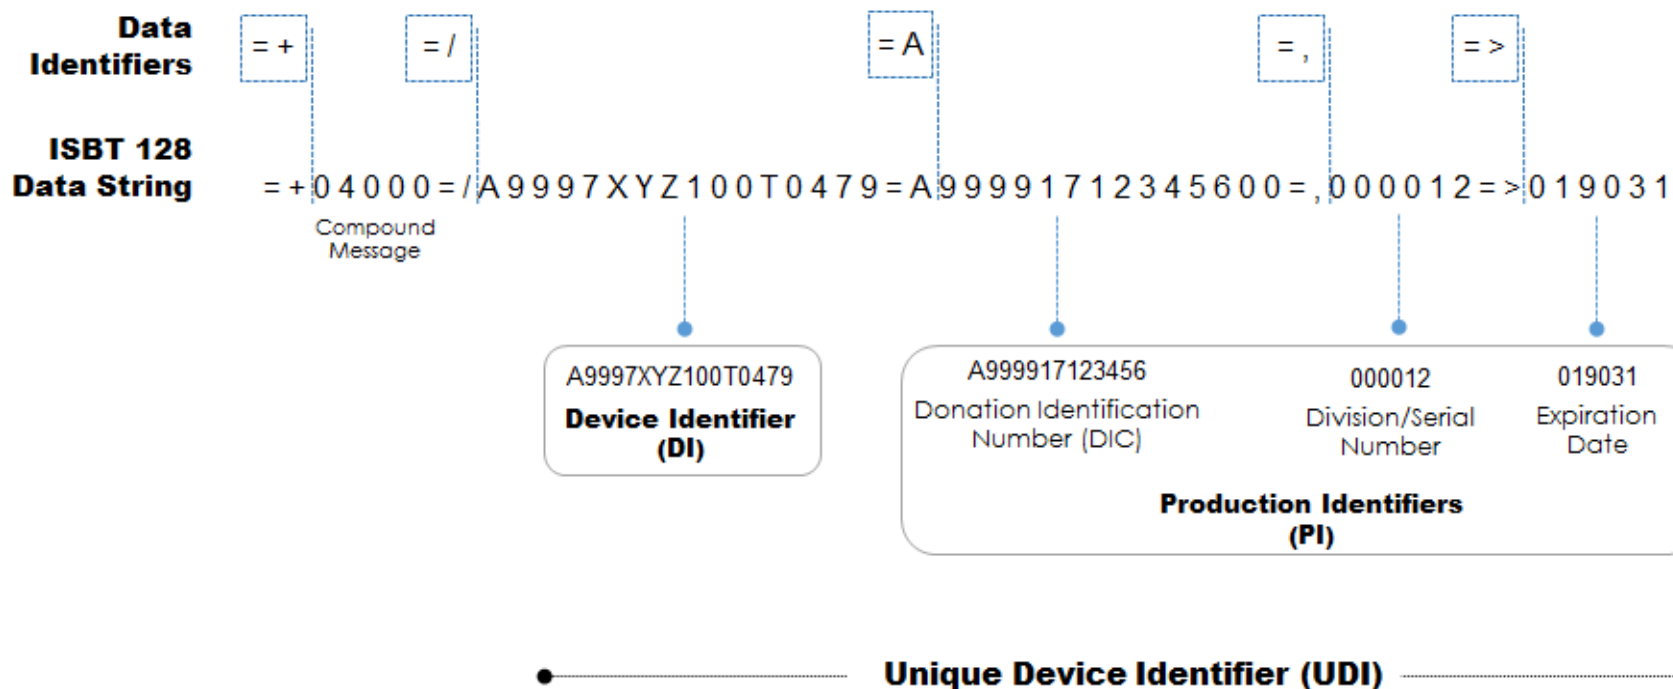 Data
Identifiers
=+
=/
=A
=,
=>
ISBT 128
Data String
=+04000=/A9997XYZ100T0479=A99991712345600=,000012=>019031
Compound
Message
A9997XYZ100T0479
Device Identifier
(DI)
A999917123456
Donation Identification
Number (DIC)
000012
Division/Serial
Number
019031
Expiration
Date
Production Identifiers
(PI)
Unique Device Identifier (UDI)